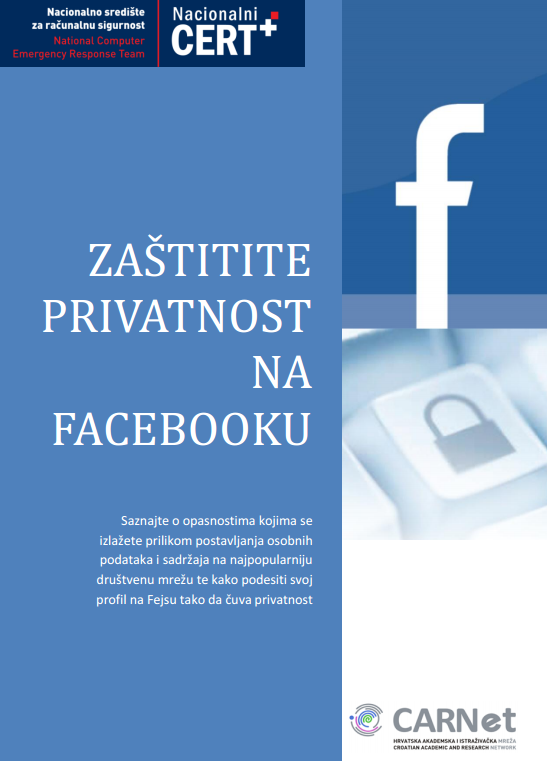 Nacionalno središte
za računalnu sigurnost
National Computer
Emergency Response Team
Nacionalni
CERT+
f
ZAŠTITITE
PRIVATNOST
NA
FACEBOOKU
Saznajte o opasnostima kojima se
izlažete prilikom postavljanja osobnih
podataka i sadržaja na najpopularniju
društvenu mrežu te kako podesiti svoj
profil na Fejsu tako da čuva privatnost
CARNet
HRVATSKA AKADEMSKA I ISTRAŽIVAČKA MREŽA
CROATIAN ACADEMIC AND RESEARCH NETWORK